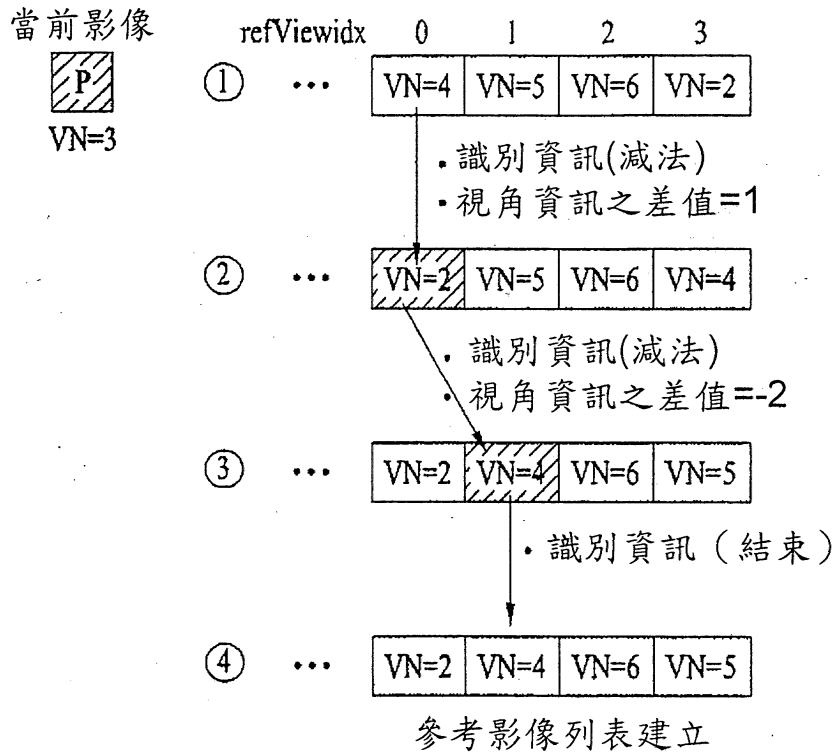 當前影像
P
VN=3
refViewidx 0 1 2 3
① ••• VN=4 VN=5 VN=6 VN=2
•識別資訊(減法)
•視角資訊之差值=1
② ••• VN=2 VN=5 VN=6 VN=4
•識別資訊(減法)
•視角資訊之差值=-2
③ ••• VN=2 VN=4 VN=6 VN=5
•識別資訊（結束）
④ ••• VN=2 VN=4 VN=6 VN=5
參考影像列表建立